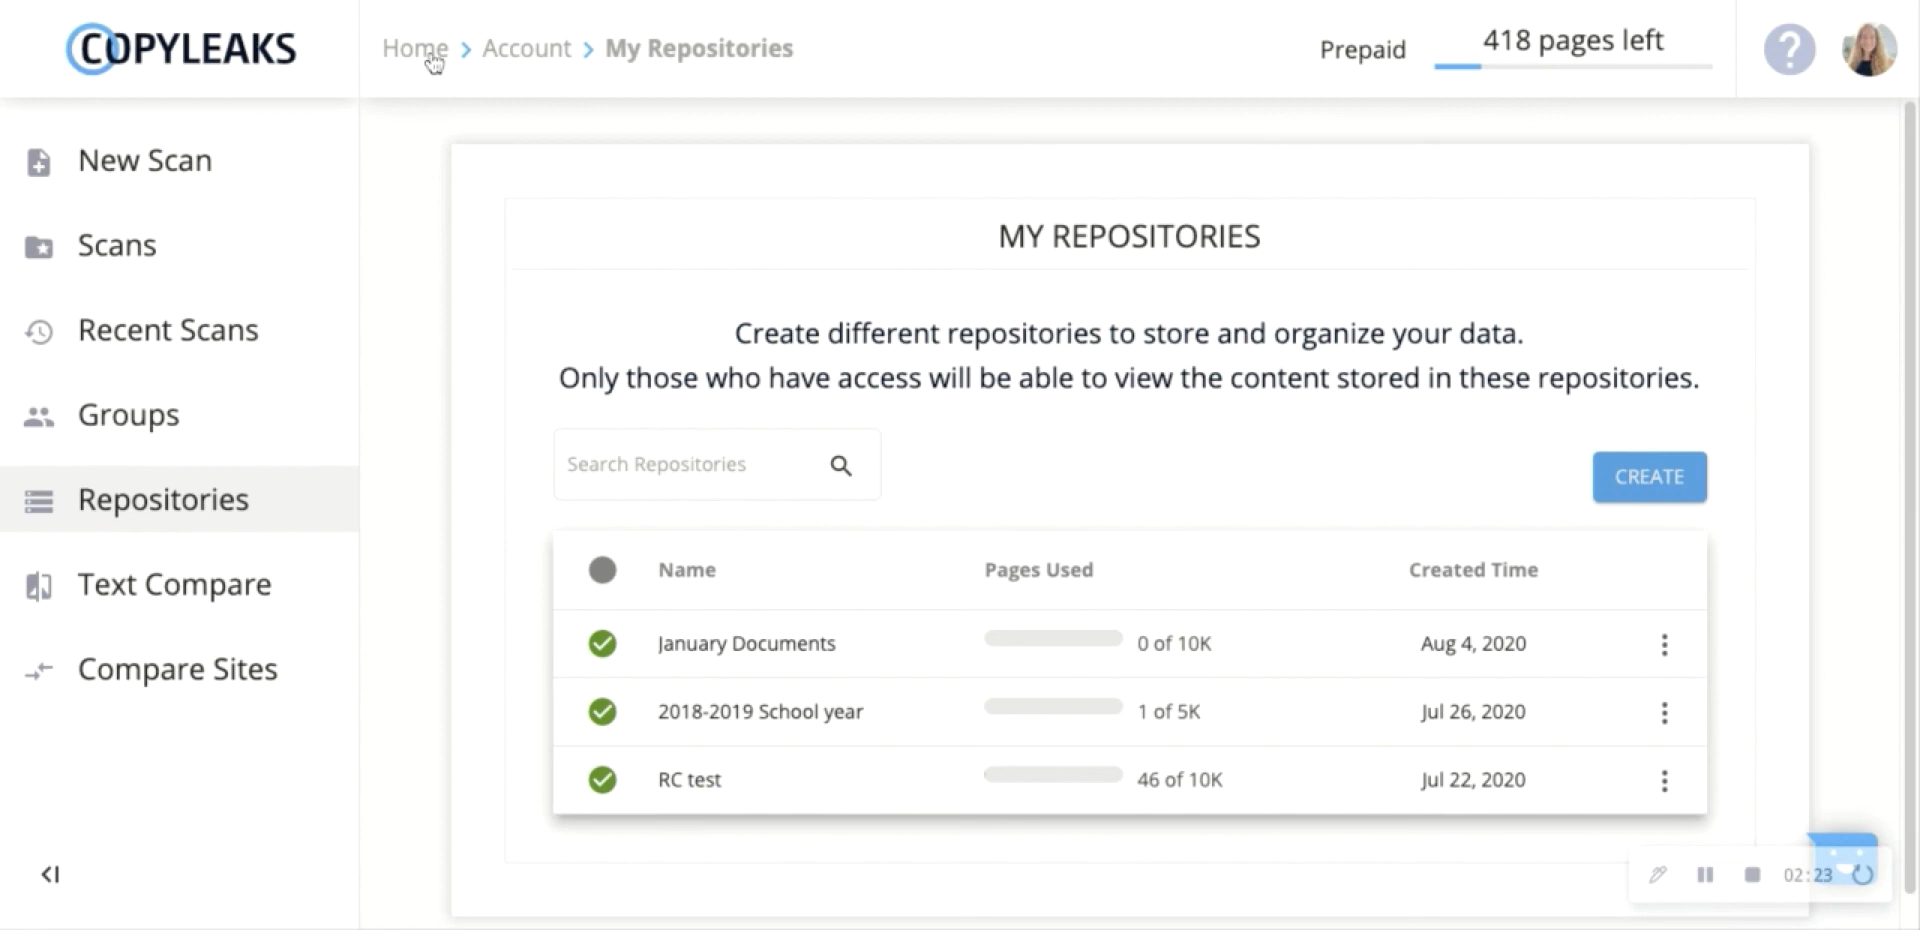 COPYLEAKS
Home > Account > My Repositories
Prepaid
418 pages left
?
New Scan
Scans
Recent Scans
Groups
Repositories
Text Compare
Compare Sites
MY REPOSITORIES
Create different repositories to store and organize your data.
Only those who have access will be able to view the content stored in these repositories.
Search Repositories
CREATE
Name Pages Used Created Time
January Documents 0 of 10K Aug 4, 2020
2018-2019 School year 1 of 5K Jul 26, 2020
RC test 46 of 10K Jul 22, 2020
02:23